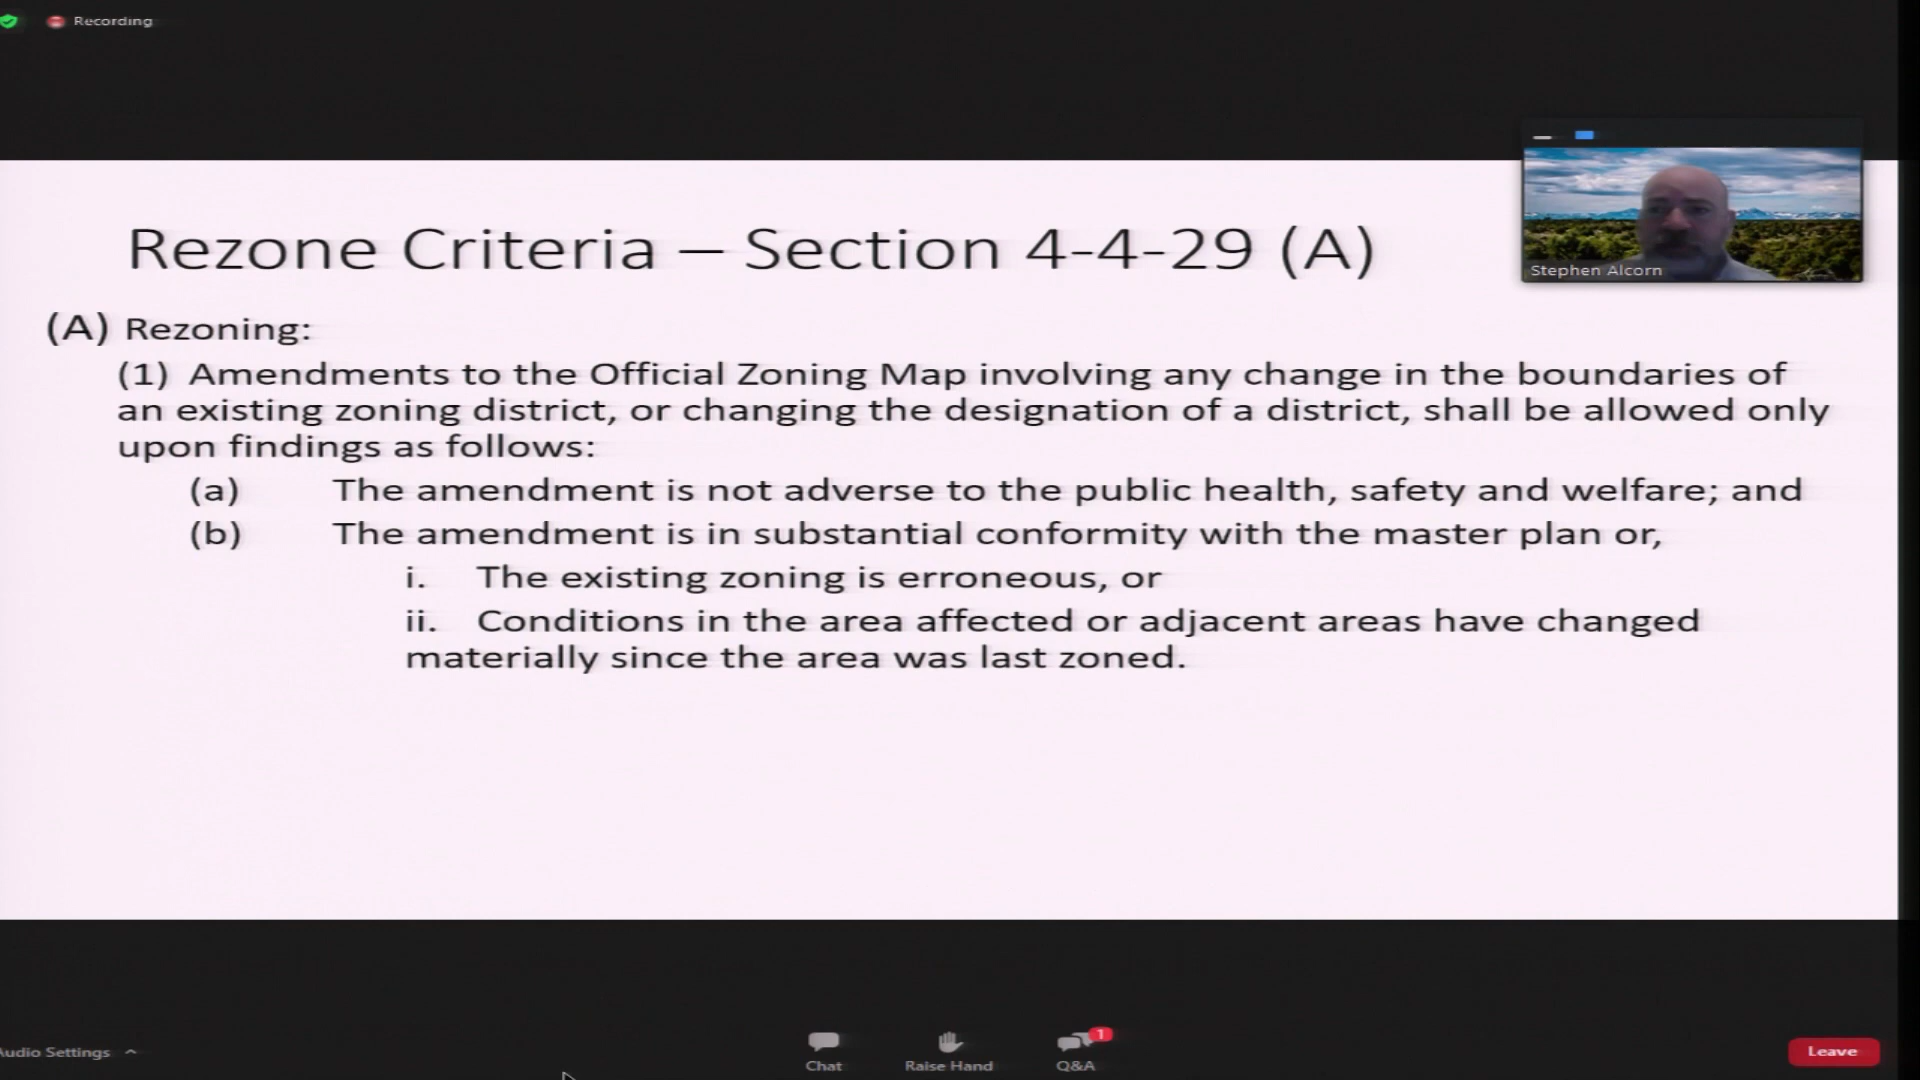 Recording
Rezone Criteria – Section 4-4-29 (A)
Stephen Alcorn
(A) Rezoning:
(1) Amendments to the Official Zoning Map involving any change in the boundaries of
an existing zoning district, or changing the designation of a district, shall be allowed only
upon findings as follows:
(a) The amendment is not adverse to the public health, safety and welfare; and
(b) The amendment is in substantial conformity with the master plan or,
i. The existing zoning is erroneous, or
ii. Conditions in the area affected or adjacent areas have changed
materially since the area was last zoned.
Audio Settings
Chat
Raise Hand
1
Q&A
Leave